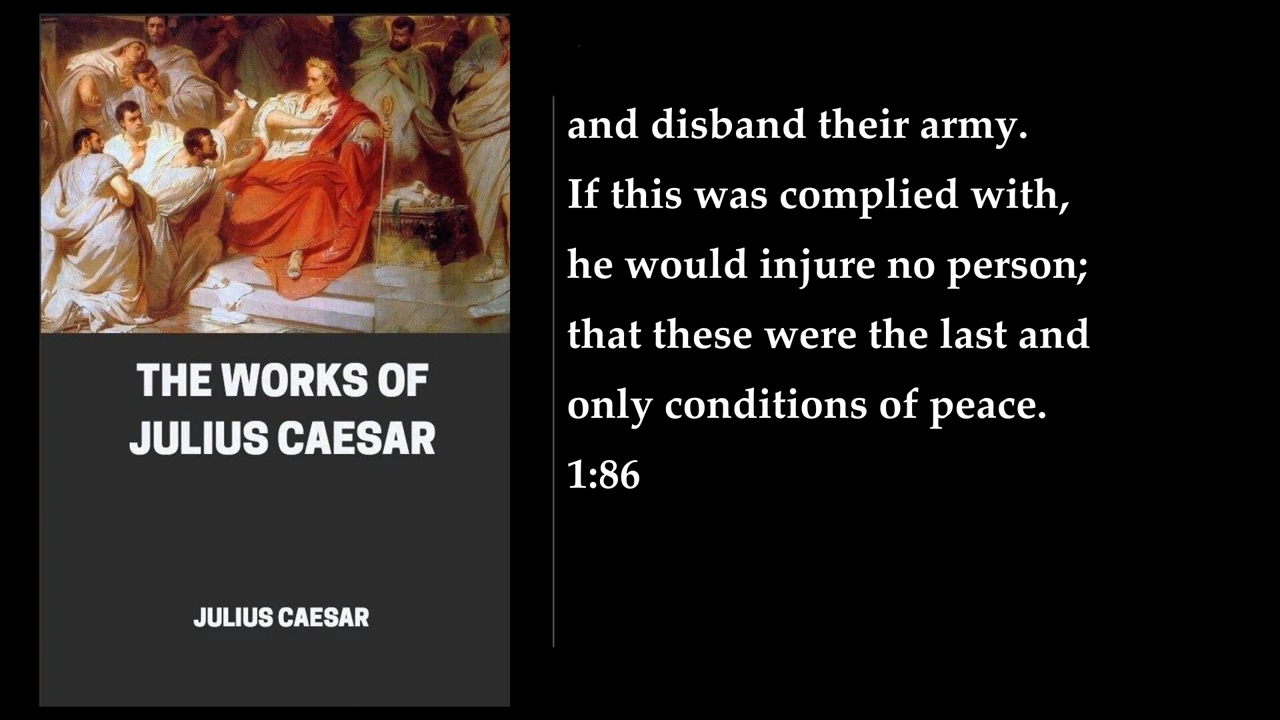 THE WORKS OF
JULIUS CAESAR
JULIUS CAESAR
and disband their army.
If this was complied with,
he would injure no person;
that these were the last and
only conditions of peace.
1:86